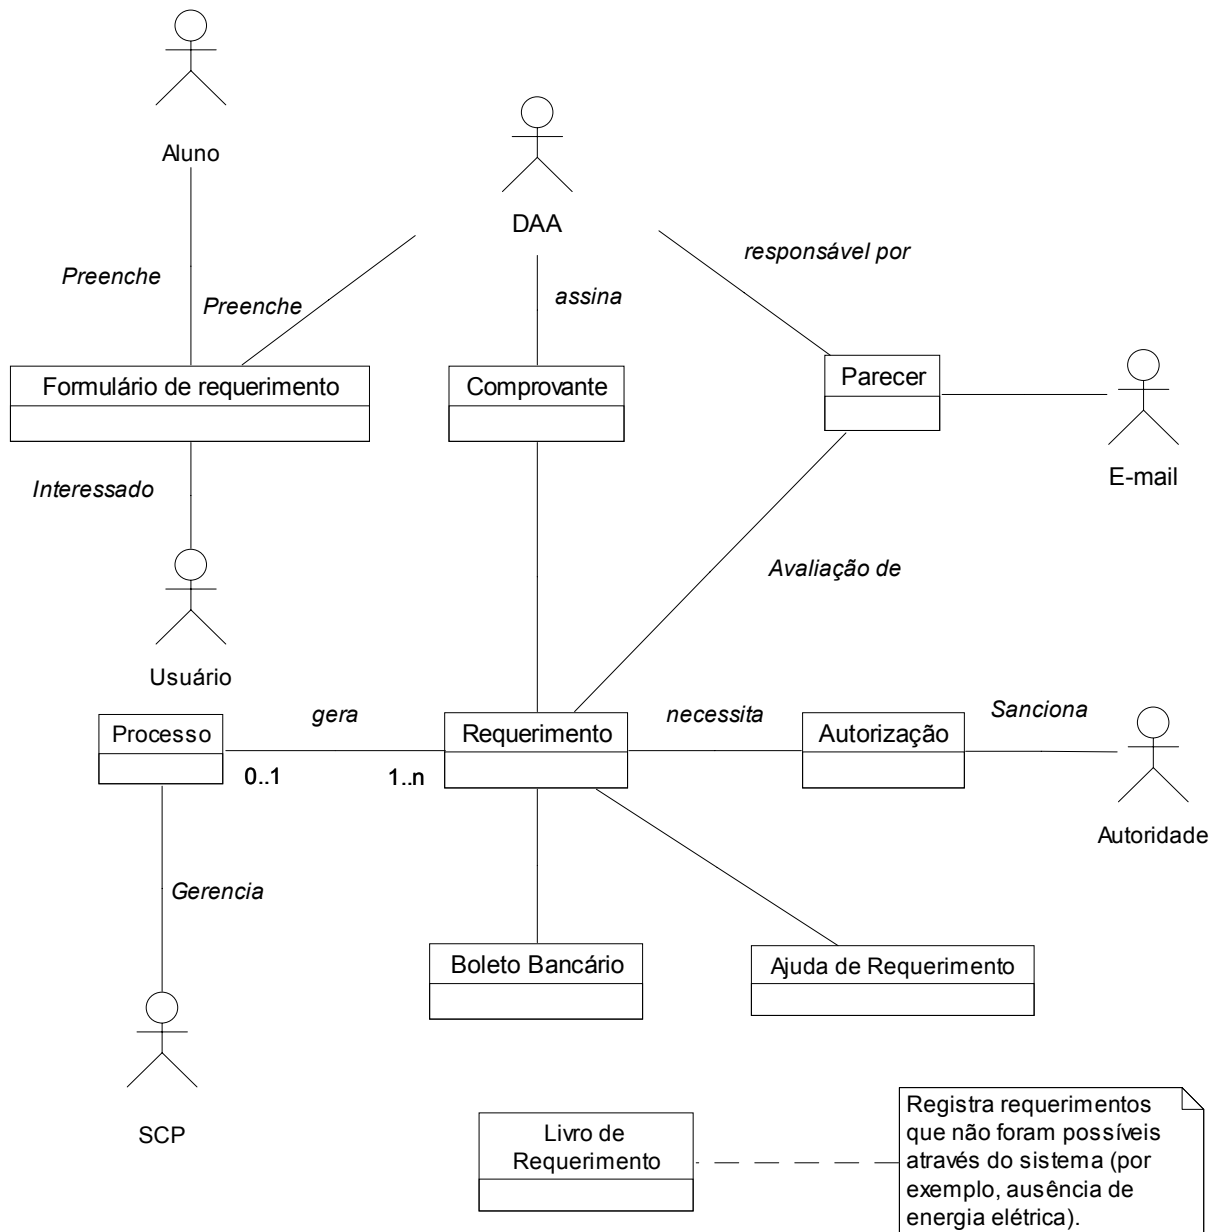 Aluno
DAA
responsável por
Preenche
Preenche
assina
Formulário de requerimento
Comprovante
Parecer
E-mail
Interessado
Avaliação de
Usuário
Processo
gera
0..1
1..n
Requerimento
necessita
Autorização
Sanciona
Autoridade
Gerencia
Boleto Bancário
Ajuda de Requerimento
SCP
Livro de
Requerimento
Registra requerimentos
que não foram possíveis
através do sistema (por
exemplo, ausência de
energia elétrica).